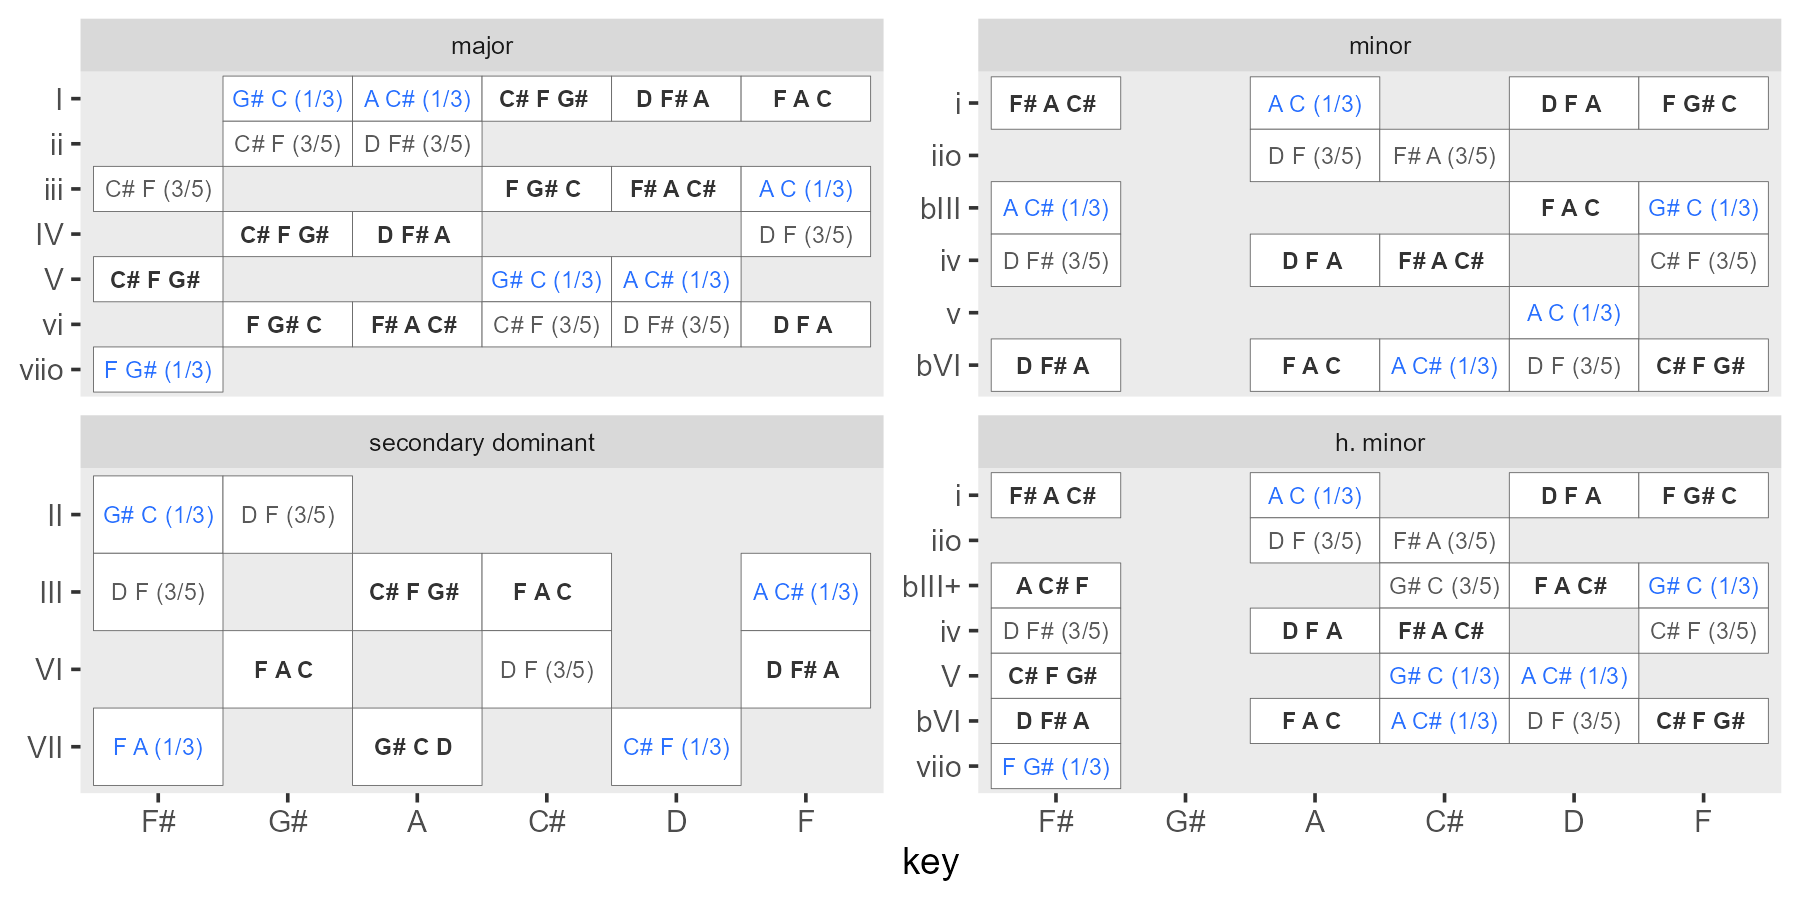 major
I G# C (1/3) A C# (1/3) C# F G# D F# A F A C
ii C# F (3/5) D F# (3/5)
iii C# F (3/5) F G# C F# A C# A C (1/3)
IV C# F G# D F# A D F (3/5)
V C# F G# G# C (1/3) A C# (1/3)
vi F G# C F# A C# C# F (3/5) D F# (3/5) D F A
viio F G# (1/3)
minor
i F# A C# A C (1/3) D F A F G# C
iio D F (3/5) F# A (3/5)
bIII A C# (1/3) F A C G# C (1/3)
iv D F# (3/5) D F A F# A C# C# F (3/5)
v A C (1/3)
bVI D F# A F A C A C# (1/3) D F (3/5) C# F G#
secondary dominant
II G# C (1/3) D F (3/5)
III D F (3/5) C# F G# F A C A C# (1/3)
VI F A C D F (3/5) D F# A
VII F A (1/3) G# C D C# F (1/3)
F# G# A C# D F
h. minor
i F# A C# A C (1/3) D F A F G# C
iio D F (3/5) F# A (3/5)
bIII+ A C# F G# C (3/5) F A C# G# C (1/3)
iv D F# (3/5) D F A F# A C# C# F (3/5)
V C# F G# G# C (1/3) A C# (1/3)
bVI D F# A F A C A C# (1/3) D F (3/5) C# F G#
viio F G# (1/3)
F# G# A C# D F
key